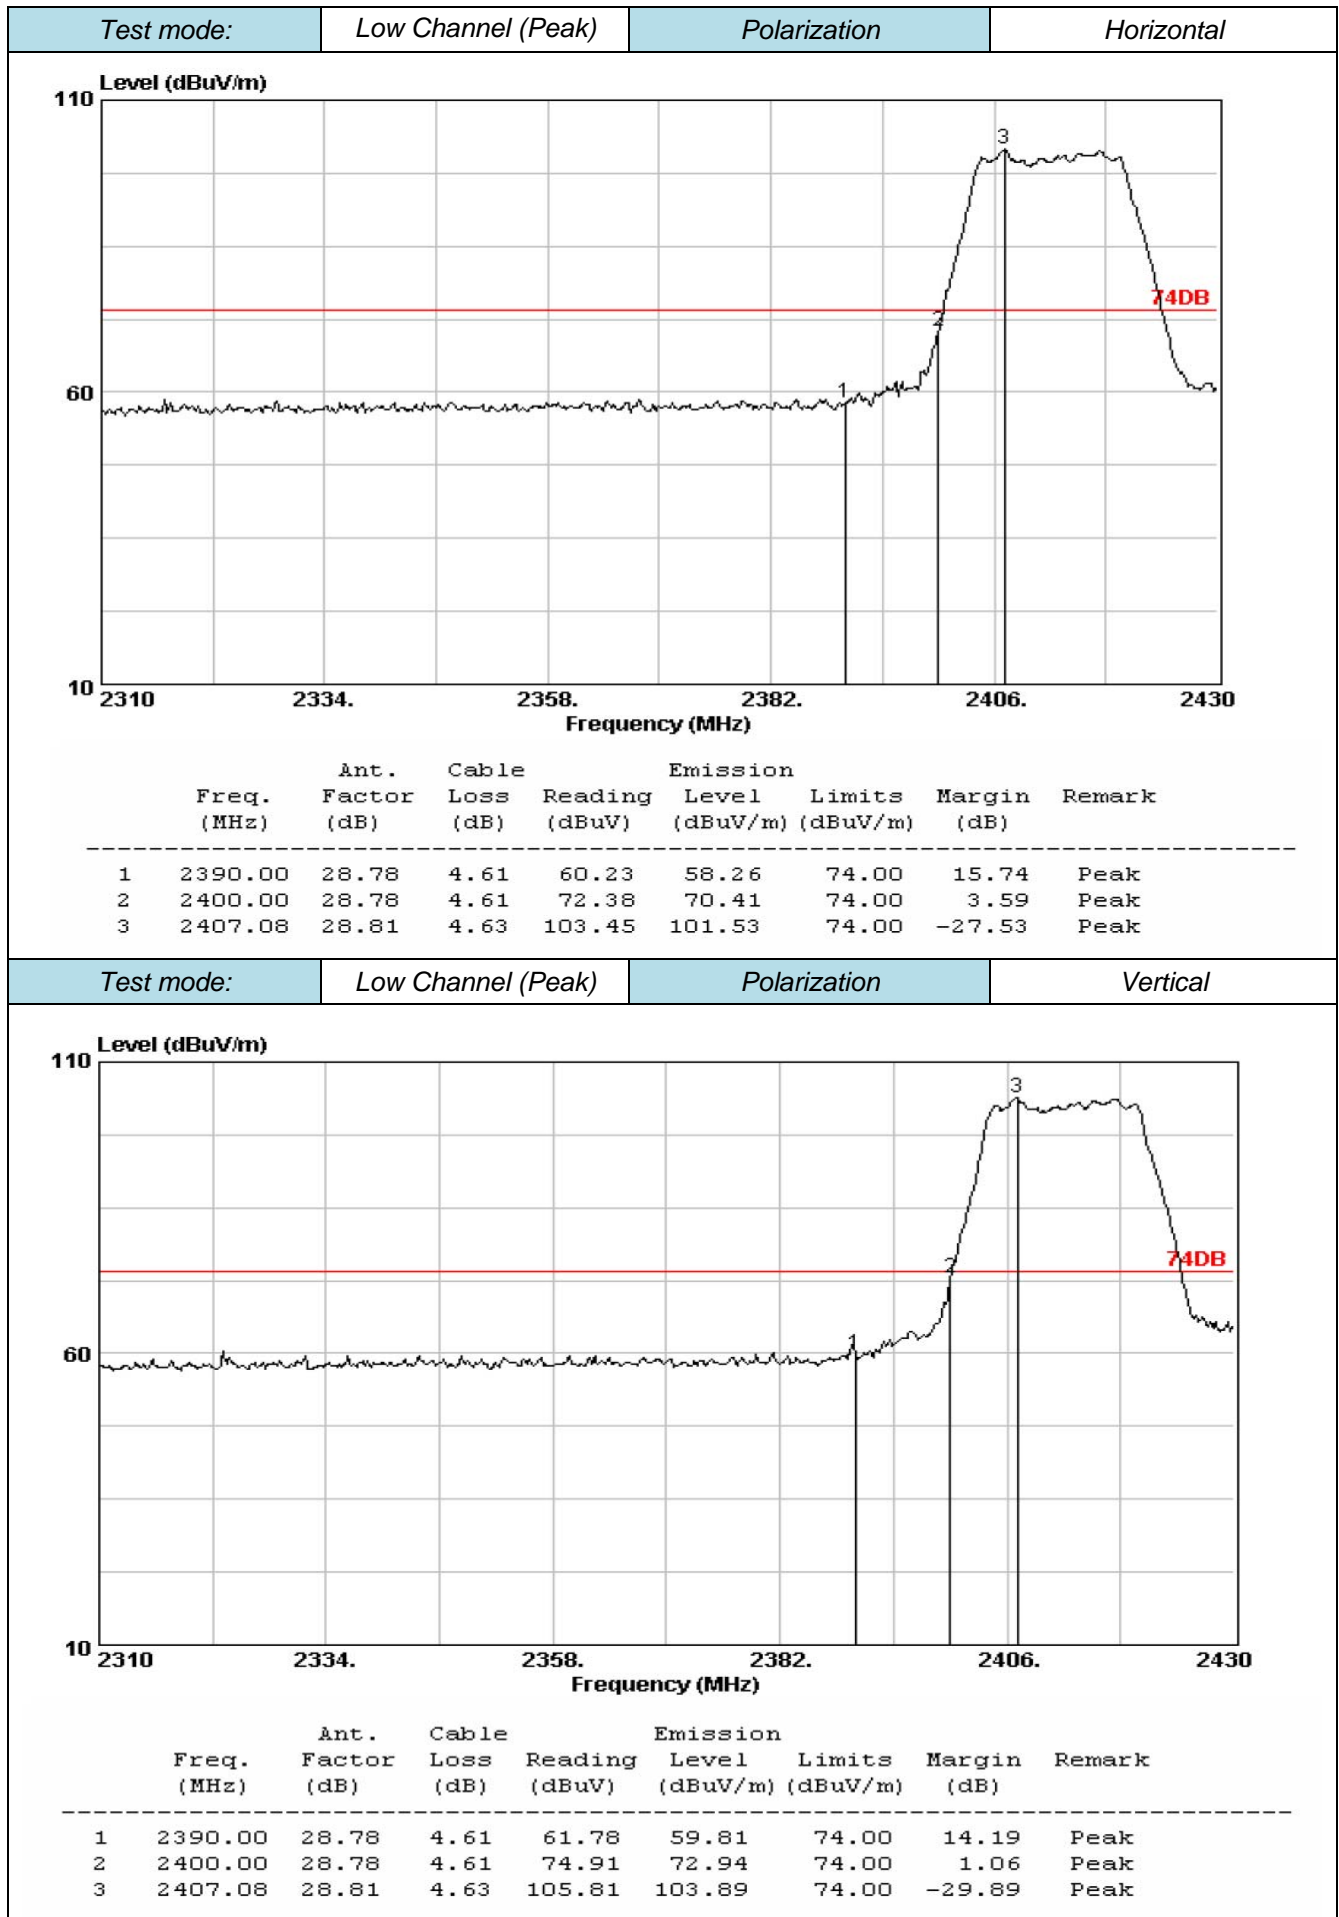 Test mode: Low Channel (Peak) Polarization Horizontal
Level (dBuV/m)
110
3
74DB
2
1
60
10
2310 2334. 2358. 2382. 2406. 2430
Frequency (MHz)
Ant. Cable Emission
Freq. Factor Loss Reading Level Limits Margin Remark
(MHz) (dB) (dB) (dBuV) (dBuV/m) (dBuV/m) (dB)
1 2390.00 28.78 4.61 60.23 58.26 74.00 15.74 Peak
2 2400.00 28.78 4.61 72.38 70.41 74.00 3.59 Peak
3 2407.08 28.81 4.63 103.45 101.53 74.00 -27.53 Peak
Test mode: Low Channel (Peak) Polarization Vertical
Level (dBuV/m)
110
3
74DB
2
1
60
10
2310 2334. 2358. 2382. 2406. 2430
Frequency (MHz)
Ant. Cable Emission
Freq. Factor Loss Reading Level Limits Margin Remark
(MHz) (dB) (dB) (dBuV) (dBuV/m) (dBuV/m) (dB)
1 2390.00 28.78 4.61 61.78 59.81 74.00 14.19 Peak
2 2400.00 28.78 4.61 74.91 72.94 74.00 1.06 Peak
3 2407.08 28.81 4.63 105.81 103.89 74.00 -29.89 Peak